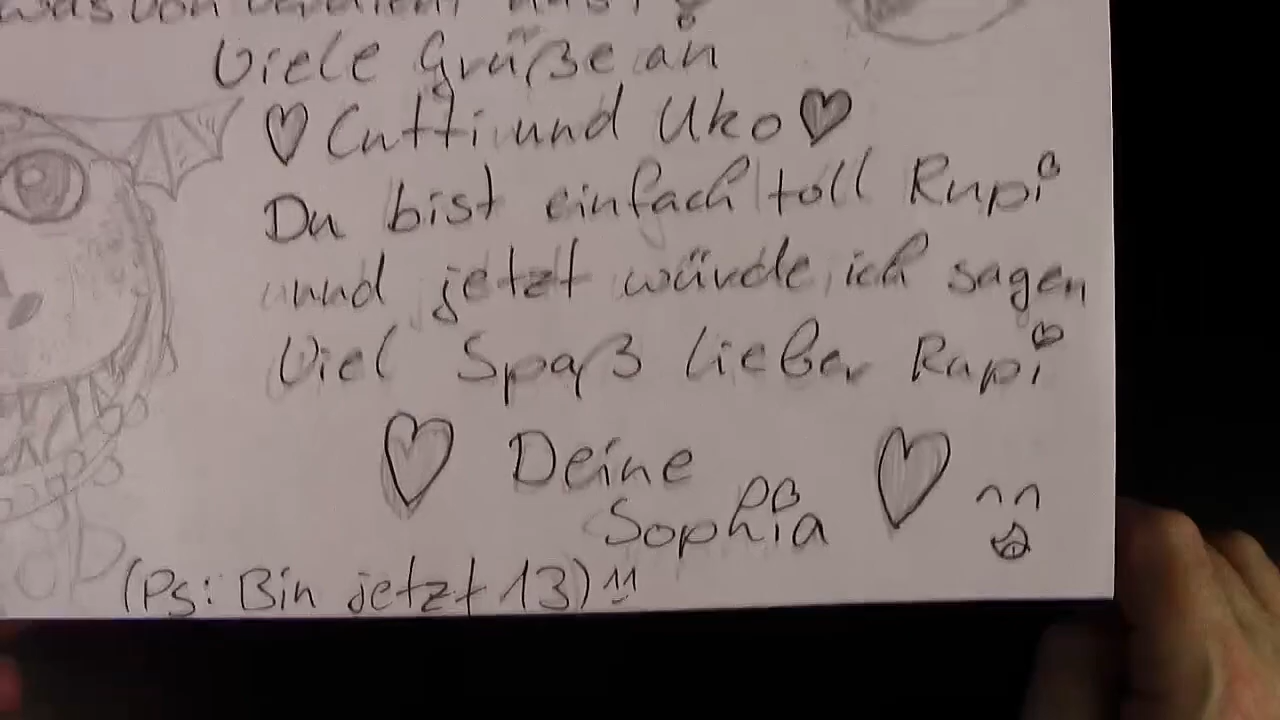 Viele Grüße an
♡ Cutti und Uko ♡
Du bist einfach toll Rupi
unnd jetzt würde ich sagen
Viel Spaß lieber Rupi
♡ Deine ♡
Sophia
(Ps: Bin jetzt 13)